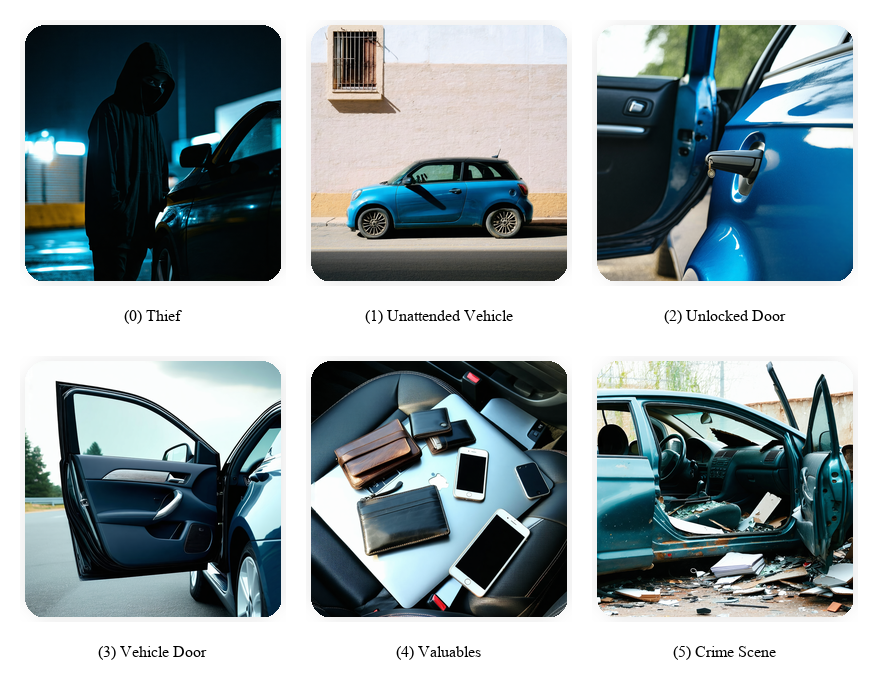 (0) Thief
(1) Unattended Vehicle
(2) Unlocked Door
(3) Vehicle Door
(4) Valuables
(5) Crime Scene